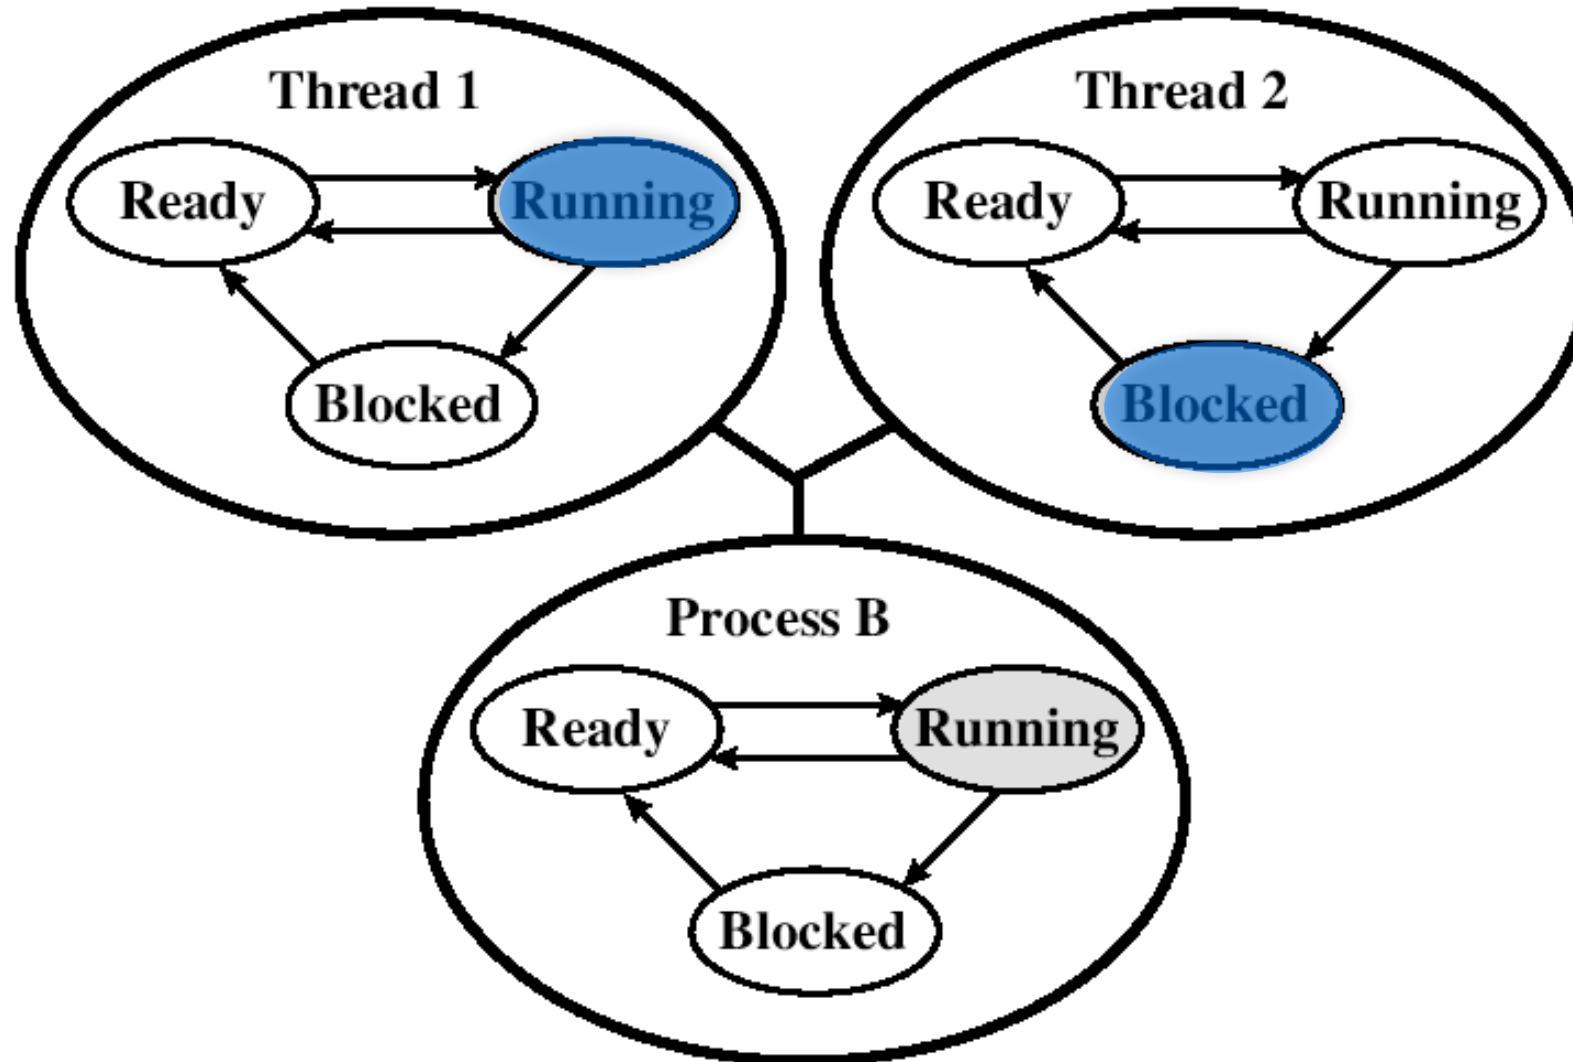 Thread 1
Ready
Running
Blocked
Thread 2
Ready
Running
Blocked
Process B
Ready
Running
Blocked